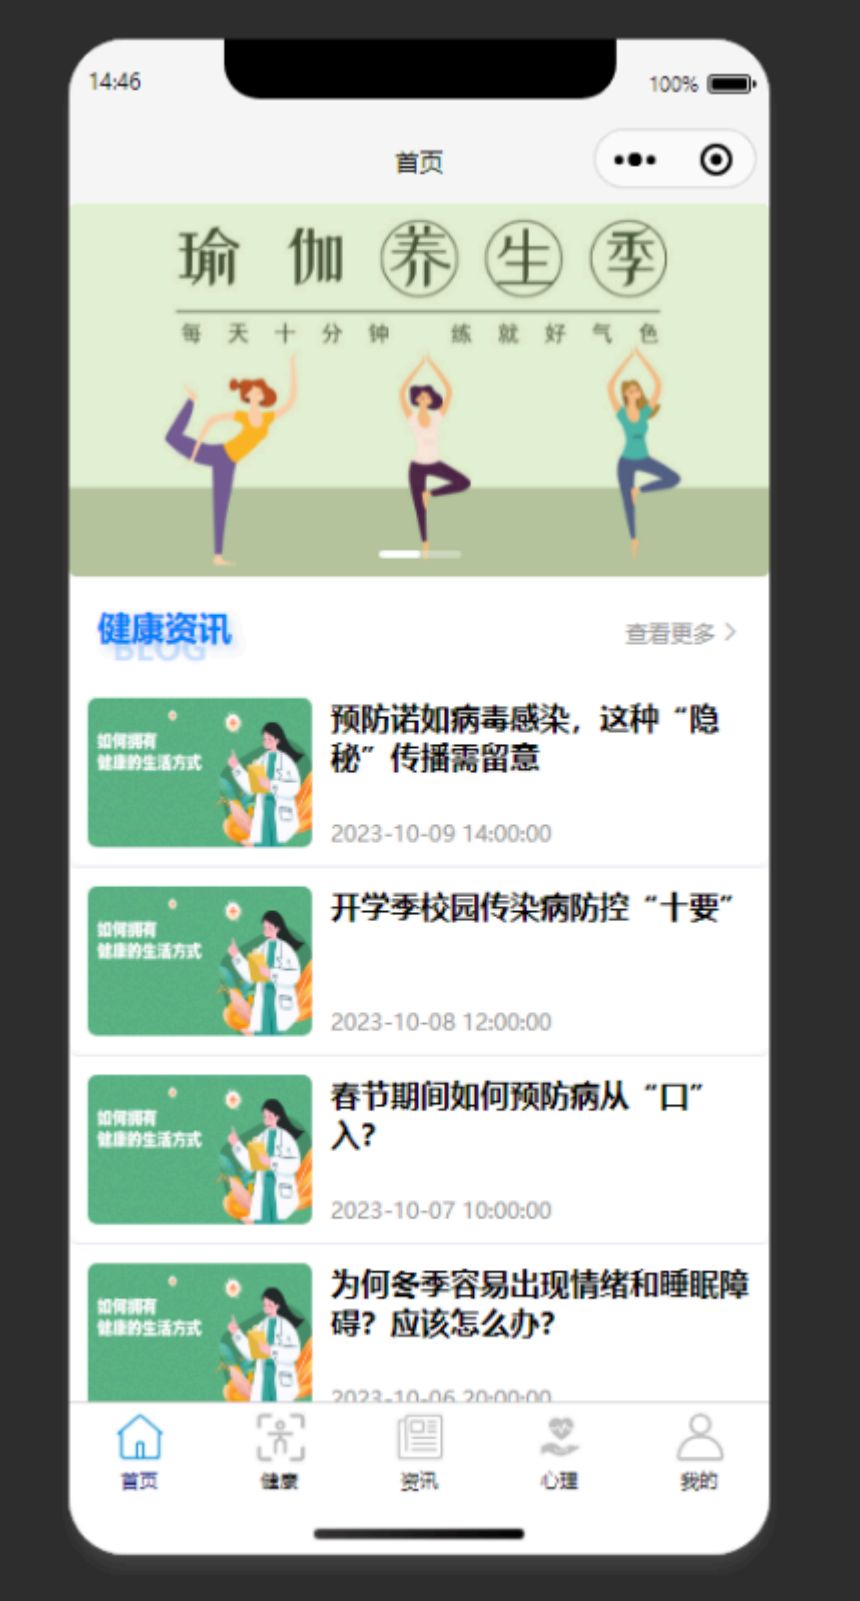 14:46
100%
首页
瑜伽养生季
每天十分钟 练就好气色
健康资讯
查看更多
BLOG
如何拥有
健康的生活方式
预防诺如病毒感染，这种“隐
秘”传播需留意
2023-10-09 14:00:00
如何拥有
健康的生活方式
开学季校园传染病防控“十要”
2023-10-08 12:00:00
如何拥有
健康的生活方式
春节期间如何预防病从“口”
入?
2023-10-07 10:00:00
如何拥有
健康的生活方式
为何冬季容易出现情绪和睡眠障
碍? 应该怎么办?
2023-10-06 20:00:00
首页
健康
资讯
心理
我的